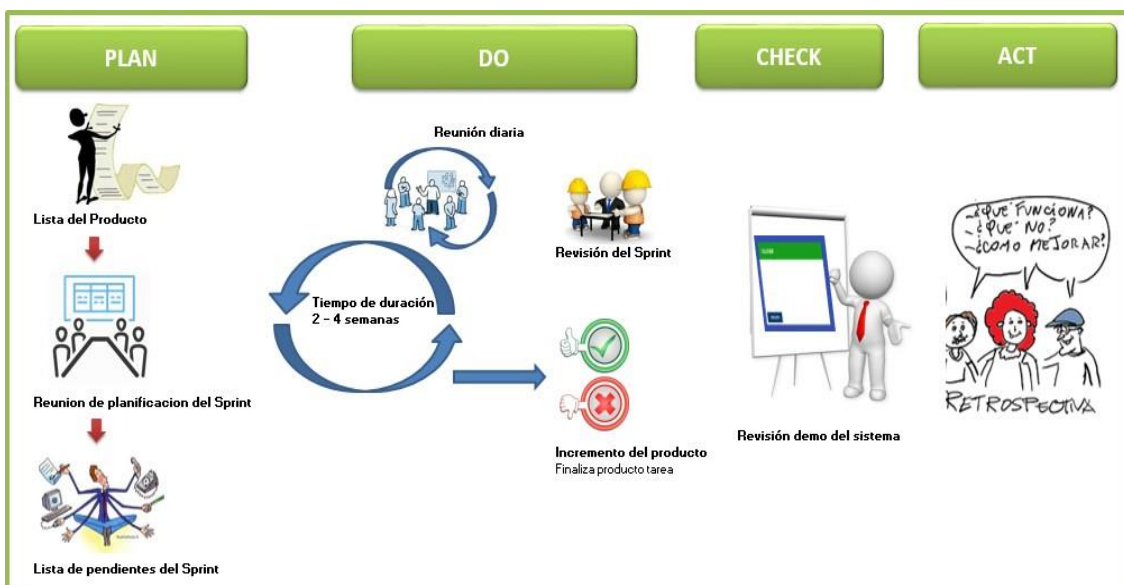 PLAN
DO
CHECK
ACT
Lista del Producto
Reunion de planificacion del Sprint
Lista de pendientes del Sprint
Reunión diaria
Tiempo de duración
2 – 4 semanas
Revisión del Sprint
Incremento del producto
Finaliza producto tarea
Revisión demo del sistema
-¿QUE FUNCIONA?
-¿QUE NO?
-¿COMO MEJORAR?
RETROSPECTIVA